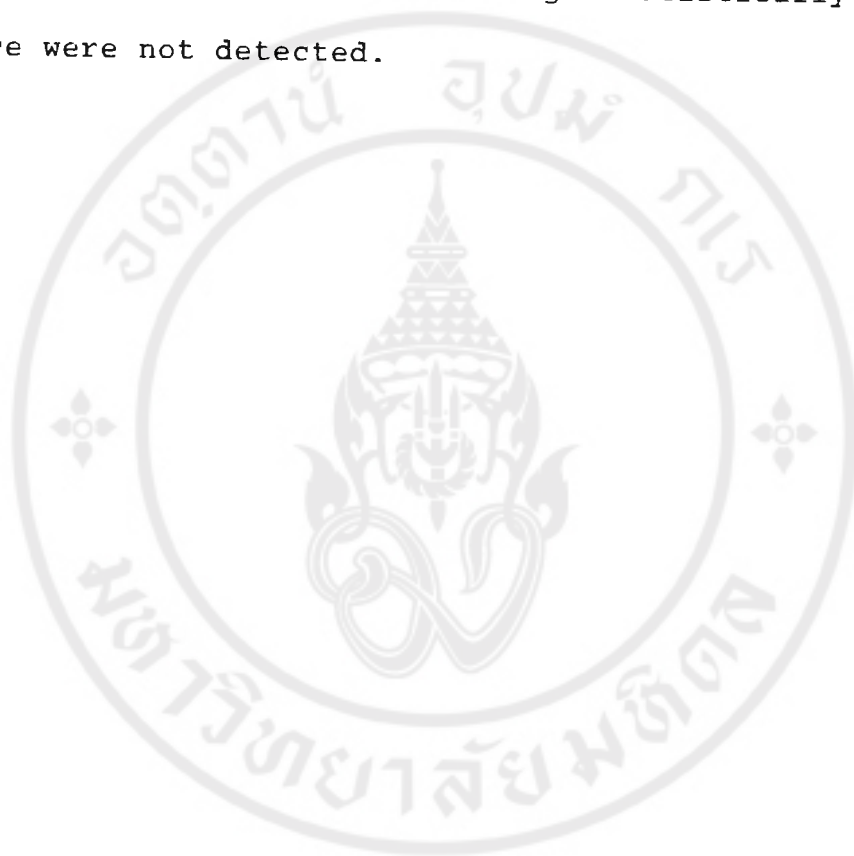 were not detected.
อตฺตานํ อุปมํ กเร
มหาวิทยาลัยมหิดล